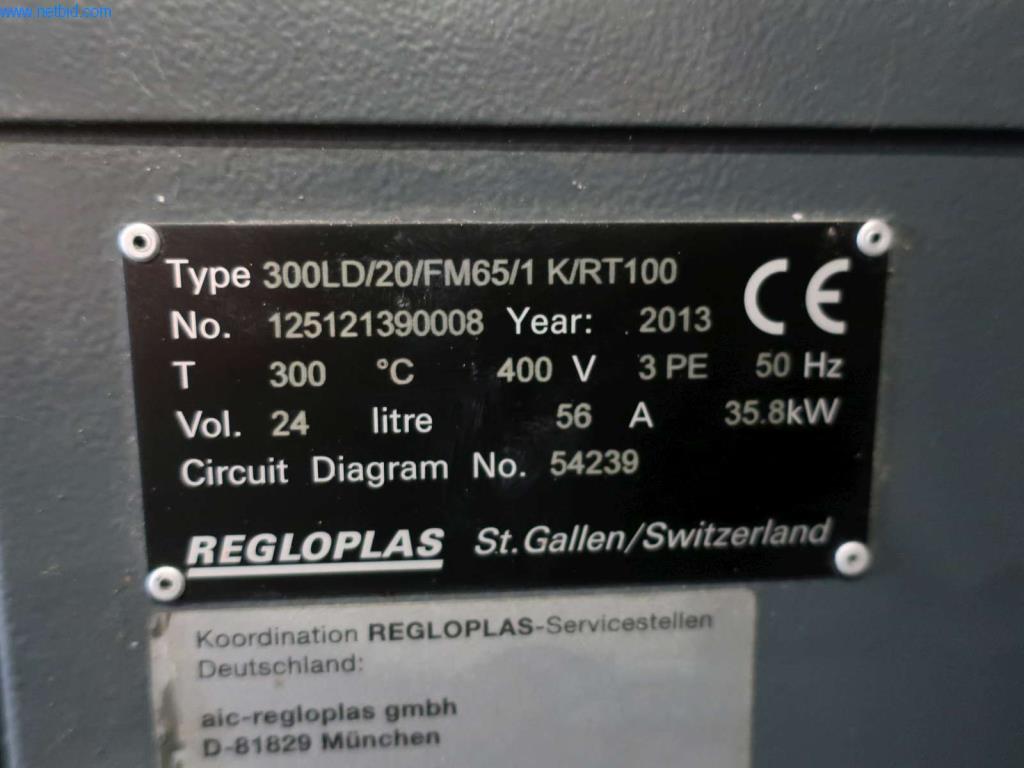 www.netbid.com
Type 300LD/20/FM65/1 K/RT100
No. 125121390008 Year: 2013 CE
T 300 °C 400 V 3 PE 50 Hz
Vol. 24 litre 56 A 35.8kW
Circuit Diagram No. 54239
REGLOPLAS St. Gallen/Switzerland
Koordination REGLOPLAS-Servicestellen
Deutschland:
aic-regloplas gmbh
D-81829 München